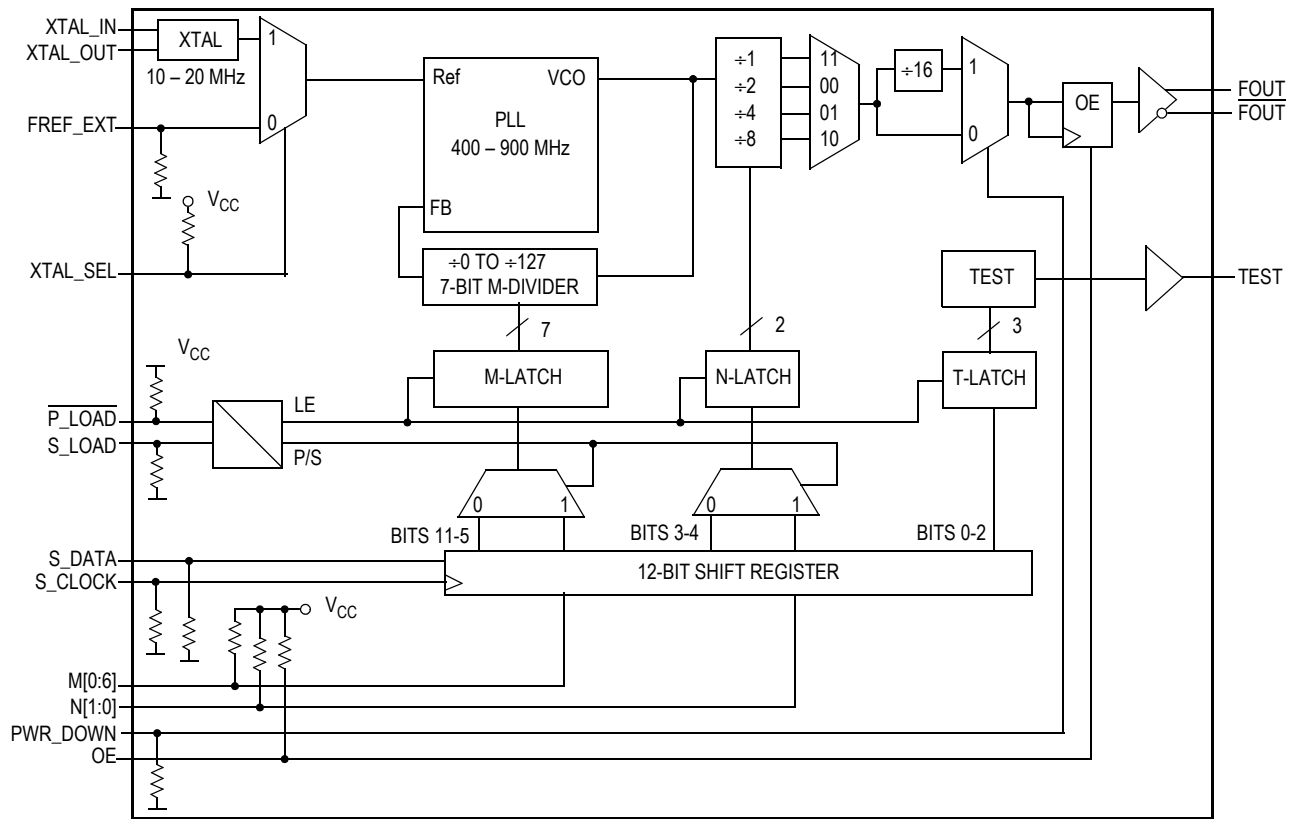 XTAL_IN
XTAL_OUT
XTAL
10 – 20 MHz
1
0
FREF_EXT
VCC
XTAL_SEL
Ref
VCO
PLL
400 – 900 MHz
FB
÷0 TO ÷127
7-BIT M-DIVIDER
7
÷1
÷2
÷4
÷8
11
00
01
10
2
÷16
1
0
OE
FOUT
FOUT
TEST
TEST
3
VCC
M-LATCH
N-LATCH
T-LATCH
P_LOAD
S_LOAD
LE
P/S
0
1
0
1
BITS 11-5
BITS 3-4
BITS 0-2
S_DATA
S_CLOCK
12-BIT SHIFT REGISTER
VCC
M[0:6]
N[1:0]
PWR_DOWN
OE